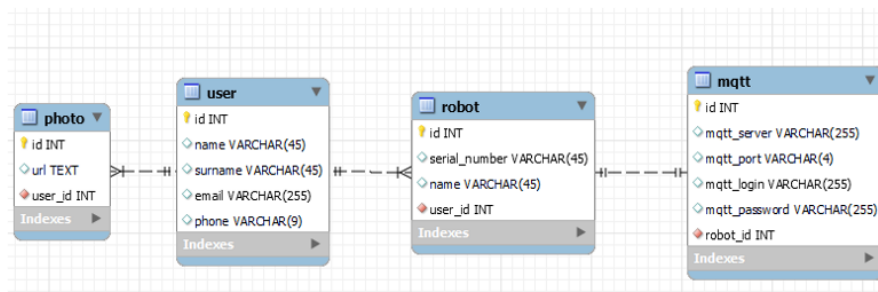 photo
id INT
url TEXT
user_id INT
Indexes
user
id INT
name VARCHAR(45)
surname VARCHAR(45)
email VARCHAR(255)
phone VARCHAR(9)
Indexes
robot
id INT
serial_number VARCHAR(45)
name VARCHAR(45)
user_id INT
Indexes
mqtt
id INT
mqtt_server VARCHAR(255)
mqtt_port VARCHAR(4)
mqtt_login VARCHAR(255)
mqtt_password VARCHAR(255)
robot_id INT
Indexes